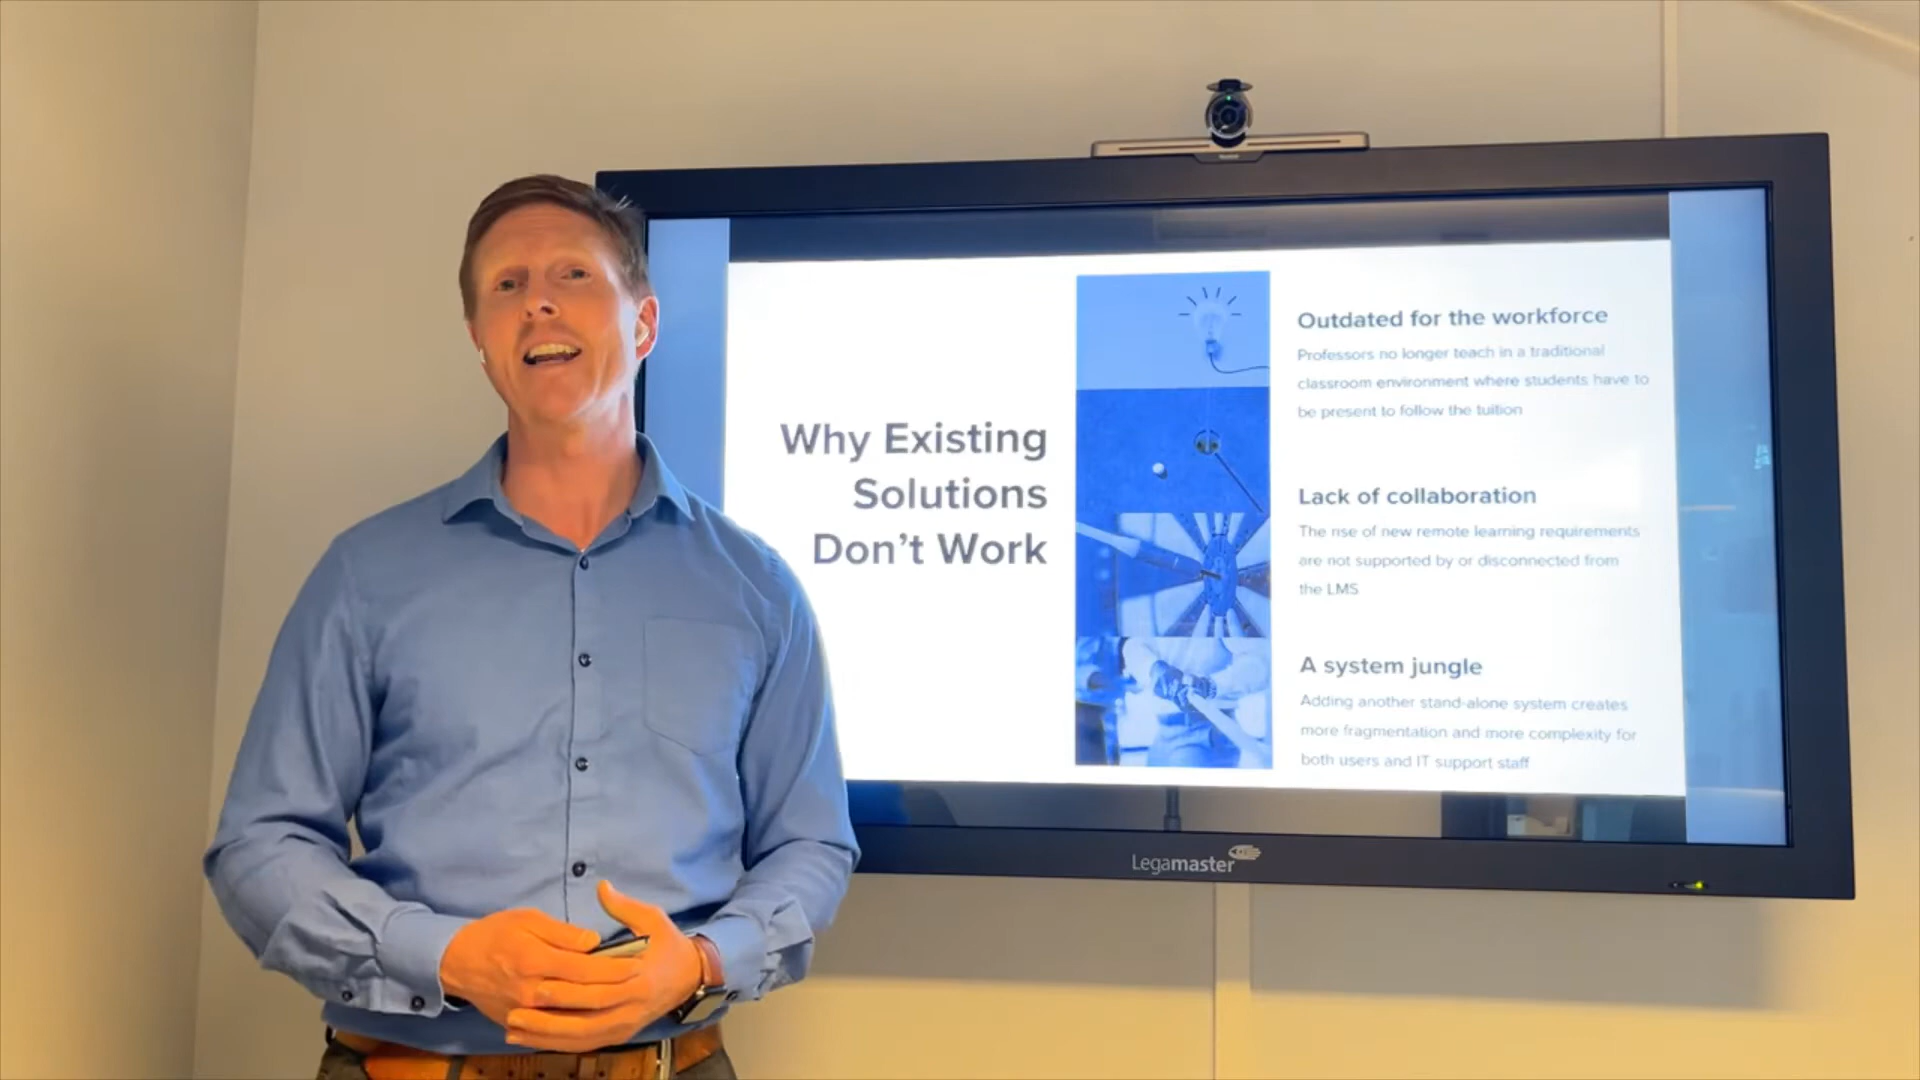 Why Existing
Solutions
Don't Work
Outdated for the workforce
Professors no longer teach in a traditional
classroom environment where students have to
be present to follow the tuition
Lack of collaboration
The rise of new remote learning requirements
are not supported by or disconnected from
the LMS
A system jungle
Adding another stand-alone system creates
more fragmentation and more complexity for
both users and IT support staff
Legamaster